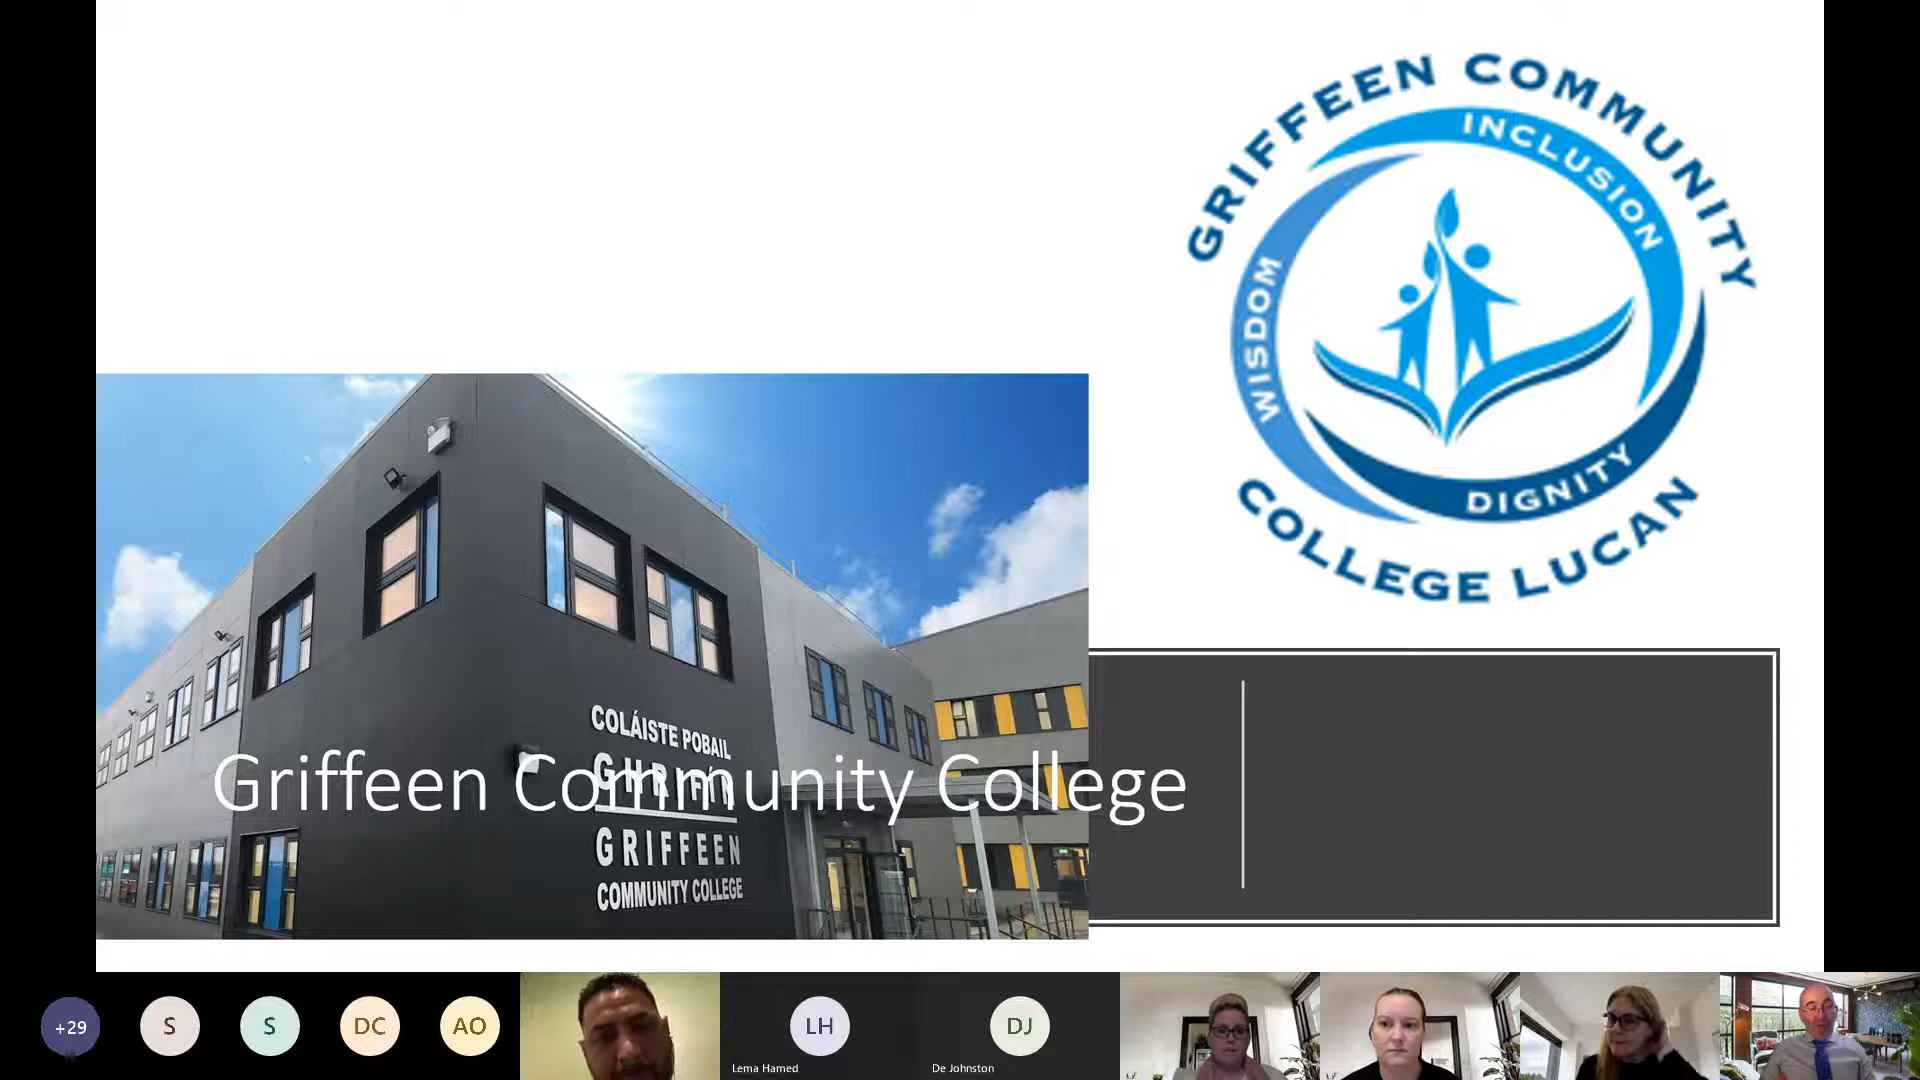 GRIFFEEN COMMUNITY
INCLUSION
WISDOM
DIGNITY
COLLEGE LUCAN
COLÁISTE POBAIL
GHRIFÍN
GRIFFEEN
COMMUNITY COLLEGE
Griffeen Community College
+29
S
S
DC
AO
LH
DJ
Lema Hamed
De Johnston